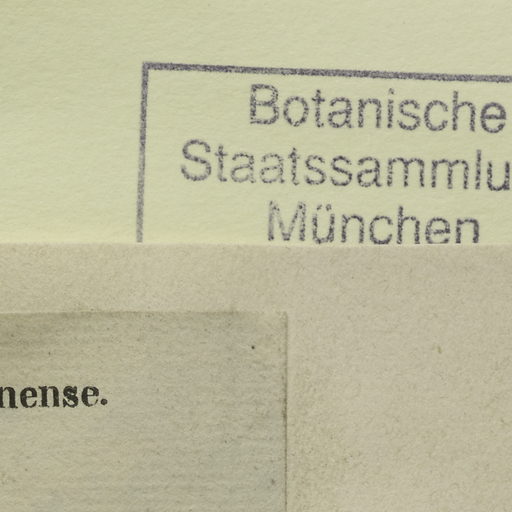 Botanische
Staatssammlu
München
nense.